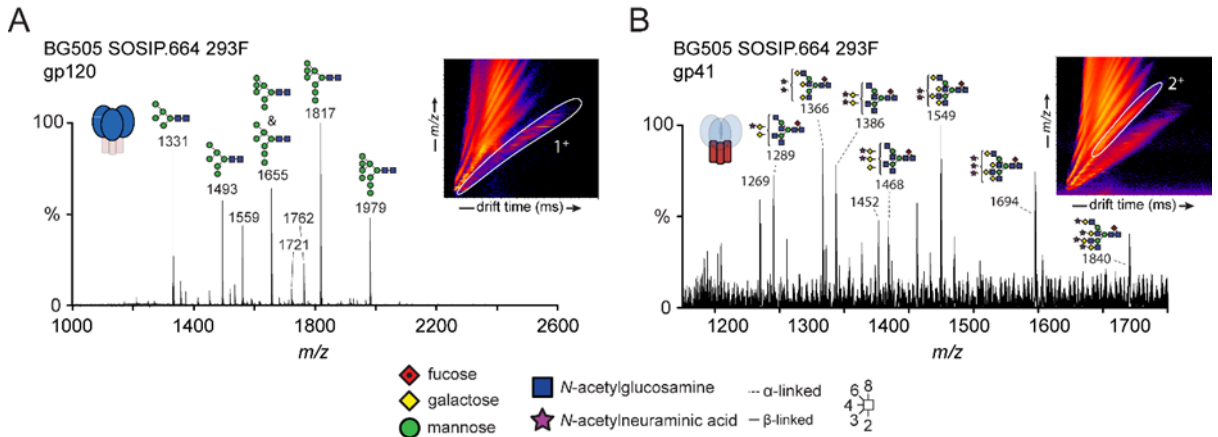 A
BG505 SOSIP.664 293F
gp120
100
%
0
1331
1493
1559
1655
&
1721
1762
1817
1979
1000
1400
1800
2200
2600
m/z
m/z
1+
drift time (ms)
B
BG505 SOSIP.664 293F
gp41
100
%
0
1269
1289
1366
1386
1452
1468
1549
1694
1840
1200
1300
1400
1500
1600
1700
m/z
m/z
2+
drift time (ms)
fucose
galactose
mannose
N-acetylglucosamine
N-acetylneuraminic acid
α-linked
β-linked
6 8
4
3 2